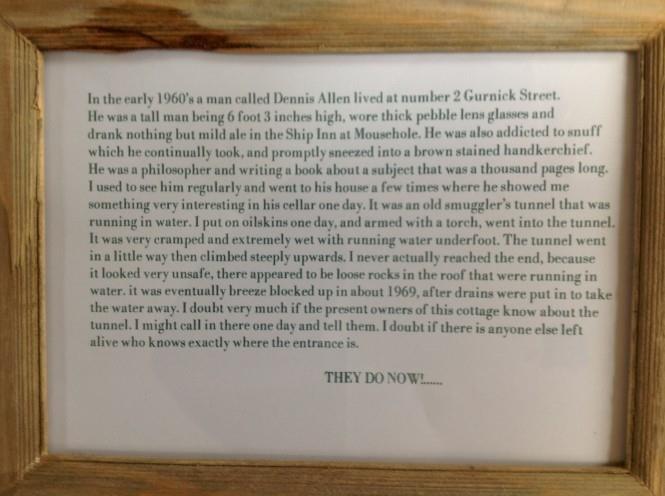 In the early 1960's a man called Dennis Allen lived at number 2 Gurnick Street.
He was a tall man being 6 foot 3 inches high, wore thick pebble lens glasses and
drank nothing but mild ale in the Ship Inn at Mousehole. He was also addicted to snuff
which he continually took, and promptly sneezed into a brown stained handkerchief.
He was a philosopher and writing a book about a subject that was a thousand pages long.
I used to see him regularly and went to his house a few times where he showed me
something very interesting in his cellar one day. It was an old smuggler's tunnel that was
running in water. I put on oilskins one day, and armed with a torch, went into the tunnel.
It was very cramped and extremely wet with running water underfoot. The tunnel went
in a little way then climbed steeply upwards. I never actually reached the end, because
it looked very unsafe, there appeared to be loose rocks in the roof that were running in
water. it was eventually breeze blocked up in about 1969, after drains were put in to take
the water away. I doubt very much if the present owners of this cottage know about the
tunnel. I might call in there one day and tell them. I doubt if there is anyone else left
alive who knows exactly where the entrance is.
THEY DO NOW!......